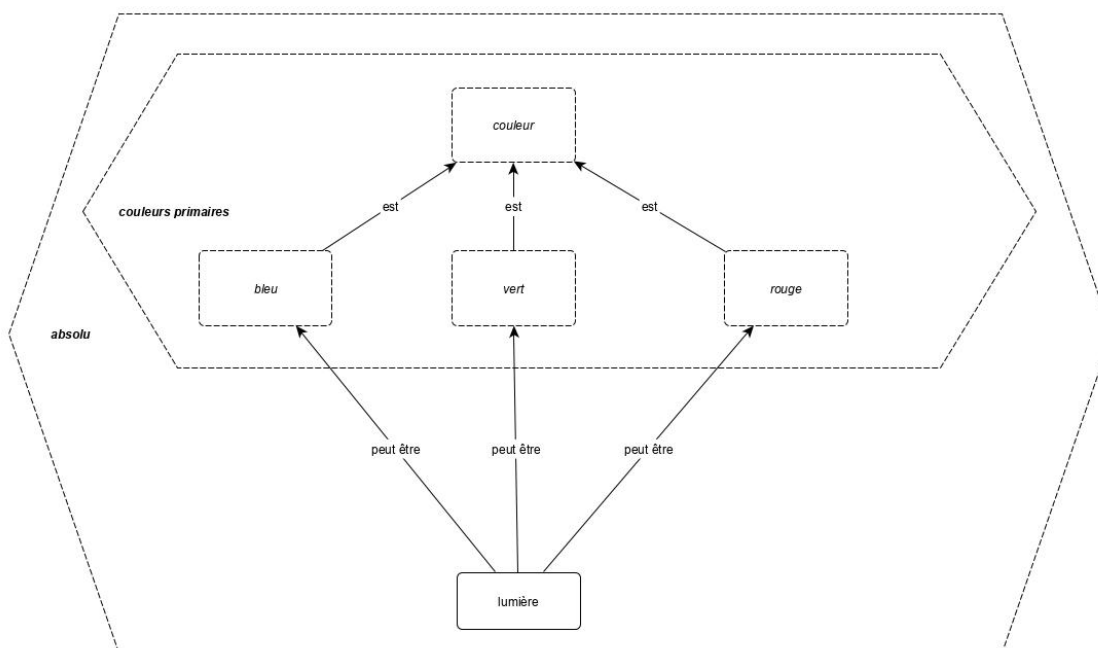 couleur
est
est
est
couleurs primaires
bleu
vert
rouge
absolu
peut être
peut être
peut être
lumière